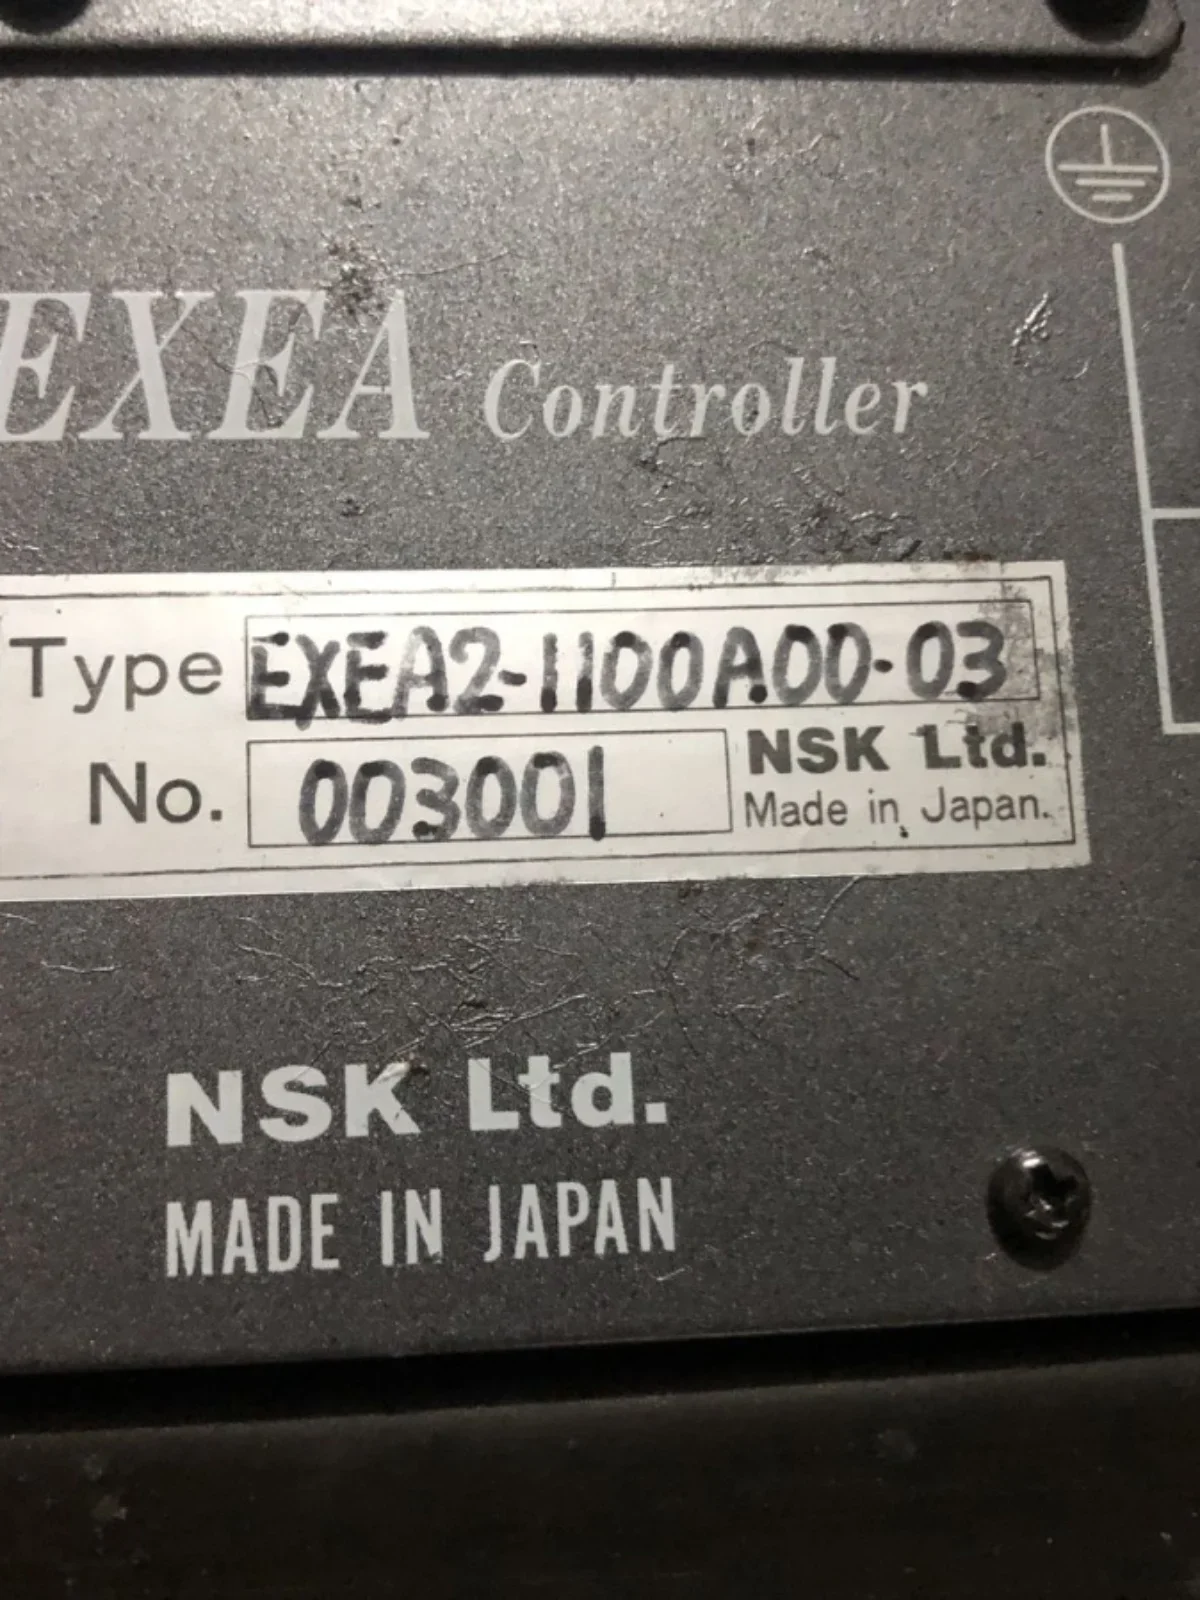 EXEA Controller
Type EXEA2-1100A00-03
No. 003001 NSK Ltd.
Made in Japan.
NSK Ltd.
MADE IN JAPAN